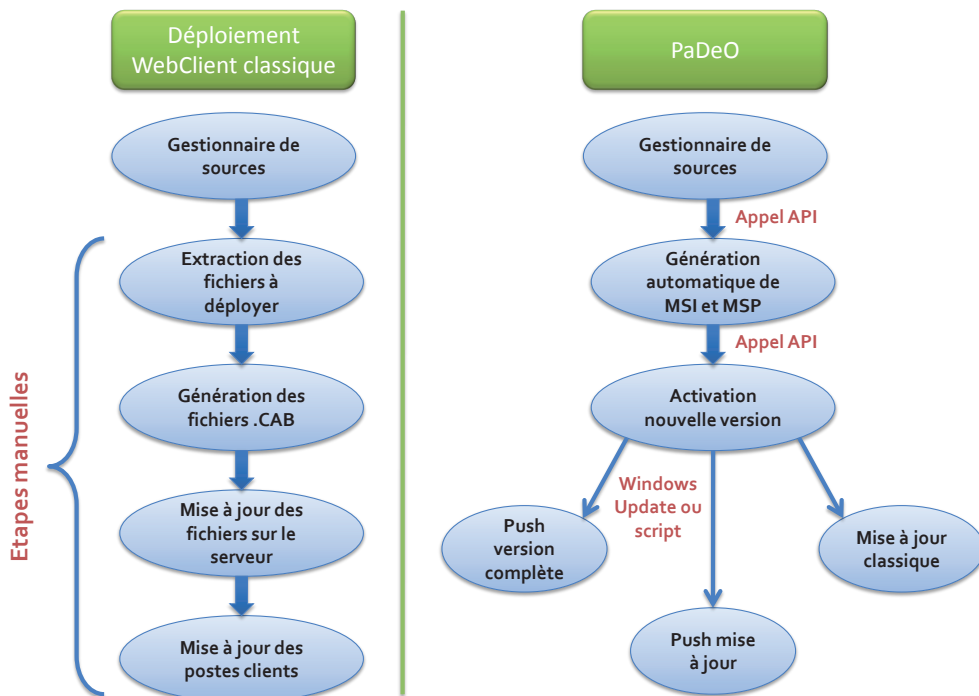 Déploiement
WebClient classique
Gestionnaire de
sources
Extraction des
fichiers à
déployer
Génération des
fichiers .CAB
Mise à jour des
fichiers sur le
serveur
Mise à jour des
postes clients
Etapes manuelles
PaDeO
Gestionnaire de
sources
Appel API
Génération
automatique de
MSI et MSP
Appel API
Activation
nouvelle version
Windows
Update ou
script
Push
version
complète
Push mise
à jour
Mise à jour
classique